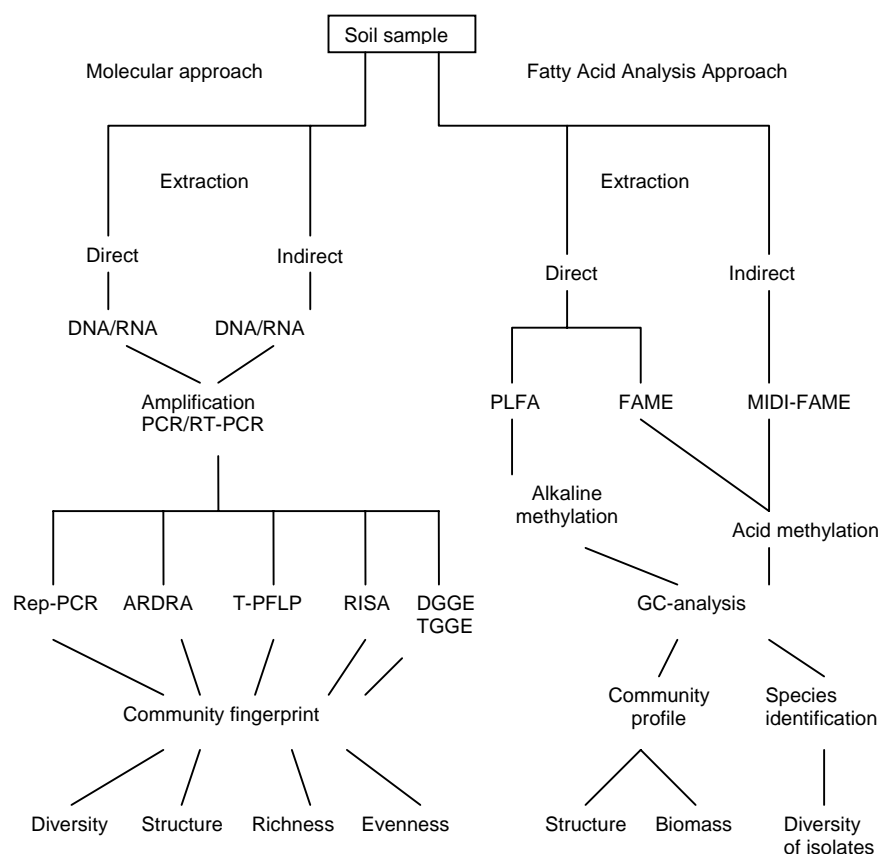 Soil sample
Molecular approach
Fatty Acid Analysis Approach
Extraction
Extraction
Direct
Indirect
Direct
Indirect
DNA/RNA
DNA/RNA
Amplification
PCR/RT-PCR
PLFA
FAME
MIDI-FAME
Alkaline
methylation
Acid methylation
Rep-PCR
ARDRA
T-PFLP
RISA
DGGE
TGGE
GC-analysis
Community fingerprint
Community
profile
Species
identification
Diversity
Structure
Richness
Evenness
Structure
Biomass
Diversity
of isolates